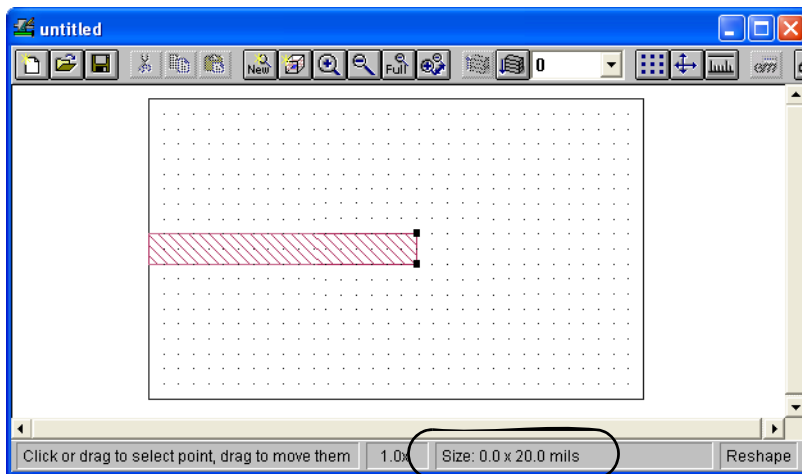 untitled
New Full 0 em
Click or drag to select point, drag to move them 1.0x Size: 0.0 x 20.0 mils Reshape